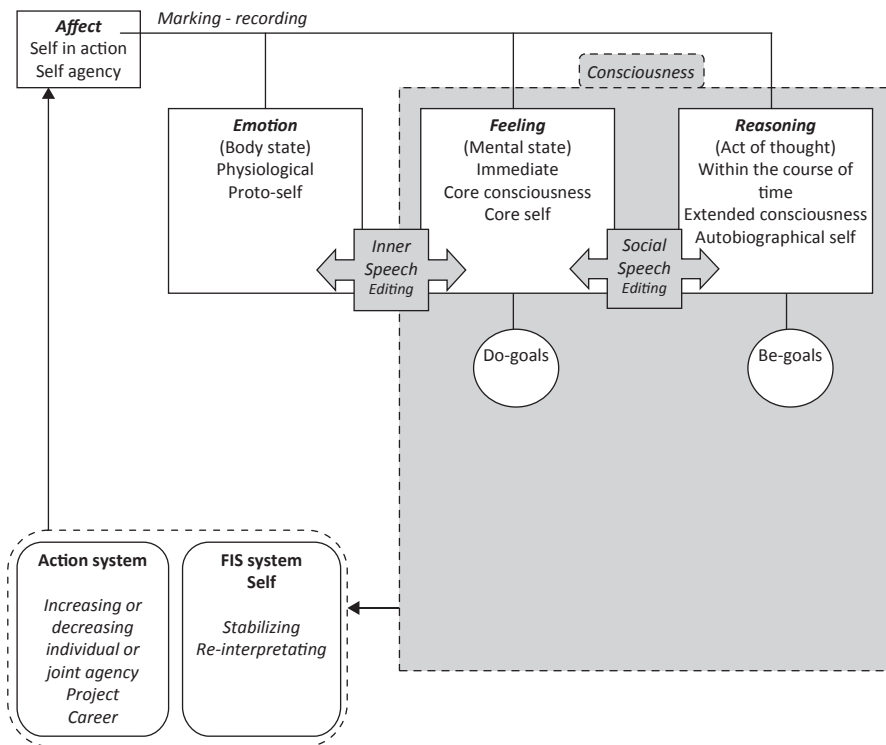 Affect
Self in action
Self agency
Marking - recording
Consciousness
Emotion
(Body state)
Physiological
Proto-self
Feeling
(Mental state)
Immediate
Core consciousness
Core self
Reasoning
(Act of thought)
Within the course of
time
Extended consciousness
Autobiographical self
Inner
Speech
Editing
Social
Speech
Editing
Do-goals
Be-goals
Action system
Increasing or
decreasing
individual or
joint agency
Project
Career
FIS system
Self
Stabilizing
Re-interpretating